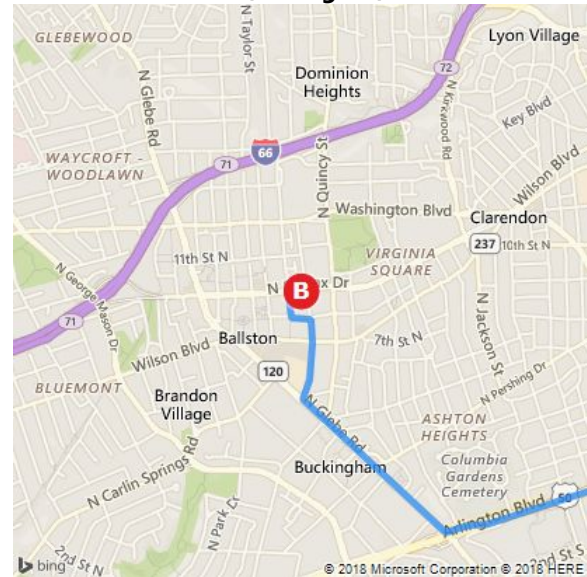 GLEBEWOOD
N Taylor St
Lyon Village
N Glebe Rd
Dominion
Heights
72
N Kirkwood Rd
Key Blvd
66
WAYCROFT -
WOODLAWN
71
N Quincy St
Wilson Blvd
Washington Blvd
Clarendon
237
10th St N
11th St N
VIRGINIA
SQUARE
N George Mason Dr
N
x Dr
B
71
Ballston
7th St N
N Jackson St
Wilson Blvd
120
N Pershing Dr
BLUEMONT
Brandon
Village
N Glebe Rd
ASHTON
HEIGHTS
N Carlin Springs Rd
Buckingham
Columbia
Gardens
Cemetery
N Park Dr
Arlington Blvd
50
2nd St N
2nd St S
bing
© 2018 Microsoft Corporation © 2018 HERE